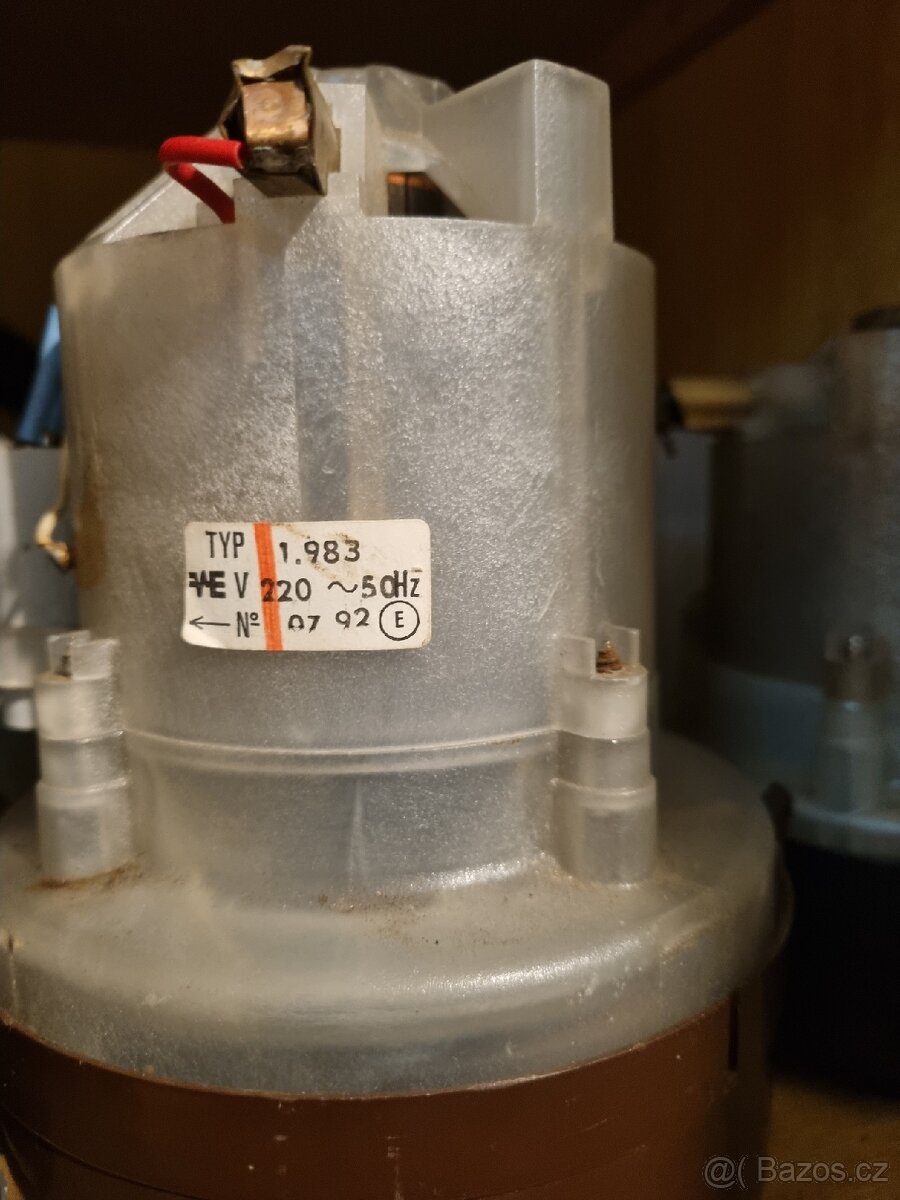 TYP 1.983
V 220 ~50Hz
← Nº 07 92 E
@( Bazos.cz